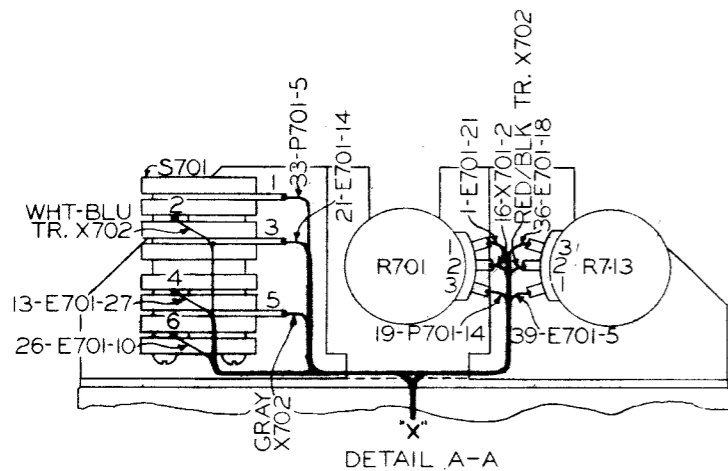 S701
1
2
3
4
5
6
WHT-BLU
TR. X702
13-E701-27
26-E701-10
33-P701-5
21-E701-14
GRAY
X702
1-E701-21
16-X701-2
RED/BLK TR. X702
36-E701-18
R701
1
2
3
R713
3
2
1
19-P701-14
39-E701-5
"X"
DETAIL A-A